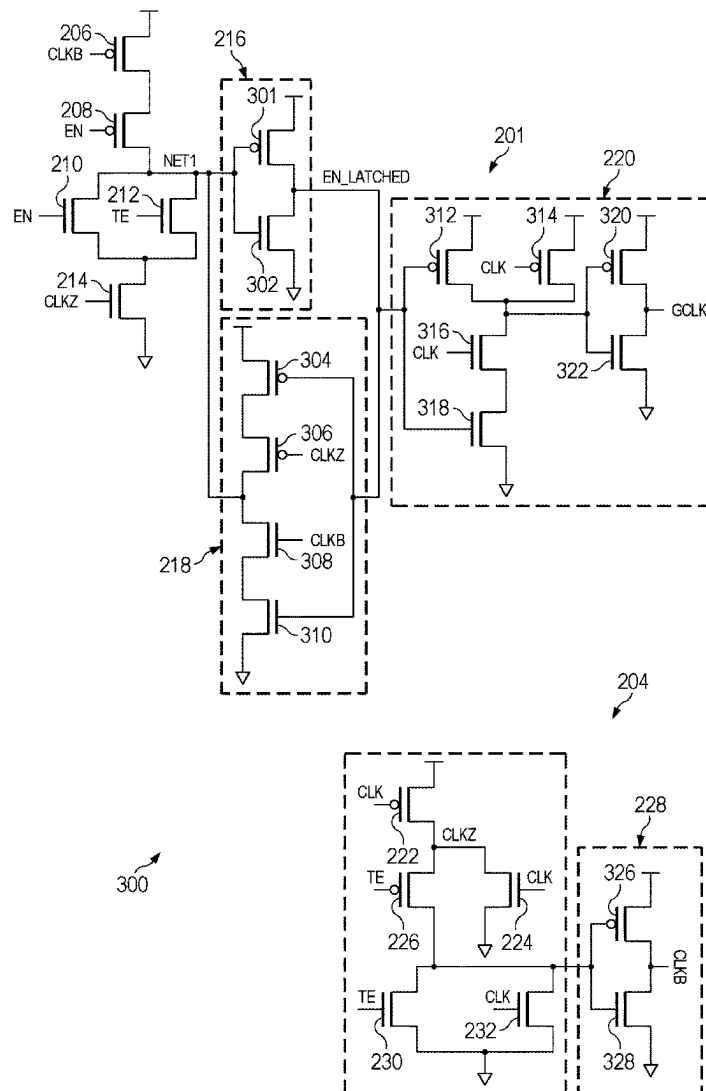 206
CLKB
208
EN
210
EN
212
TE
NET1
214
CLKZ
216
301
302
EN_LATCHED
201
220
312
314
CLK
320
316
CLK
318
322
GCLK
304
306
CLKZ
CLKB
308
218
310
204
300
CLK
222
CLKZ
TE
226
CLK
224
228
326
CLKB
TE
230
CLK
232
328